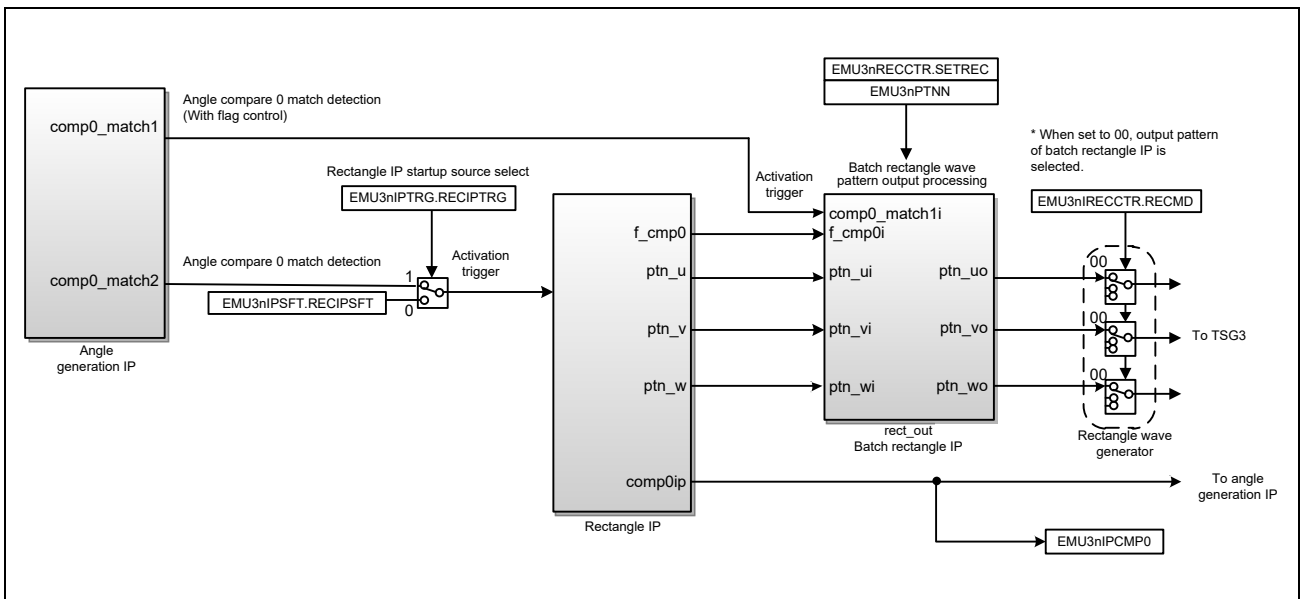 EMU3nRECCTR.SETREC
EMU3nPTNN
Angle compare 0 match detection
(With flag control)
comp0_match1
* When set to 00, output pattern
of batch rectangle IP is
selected.
Rectangle IP startup source select
EMU3nIPTRG.RECIPTRG
Activation
trigger
Batch rectangle wave
pattern output processing
EMU3nIRECCTR.RECMD
comp0_match1i
f_cmp0
f_cmp0i
Angle compare 0 match detection
Activation
trigger
comp0_match2
1
EMU3nIPSFT.RECIPSFT
0
ptn_u
ptn_ui
ptn_uo
00
ptn_v
ptn_vi
ptn_vo
00
To TSG3
Angle
generation IP
ptn_w
ptn_wi
ptn_wo
00
rect_out
Batch rectangle IP
Rectangle wave
generator
comp0ip
To angle
generation IP
Rectangle IP
EMU3nIPCMP0